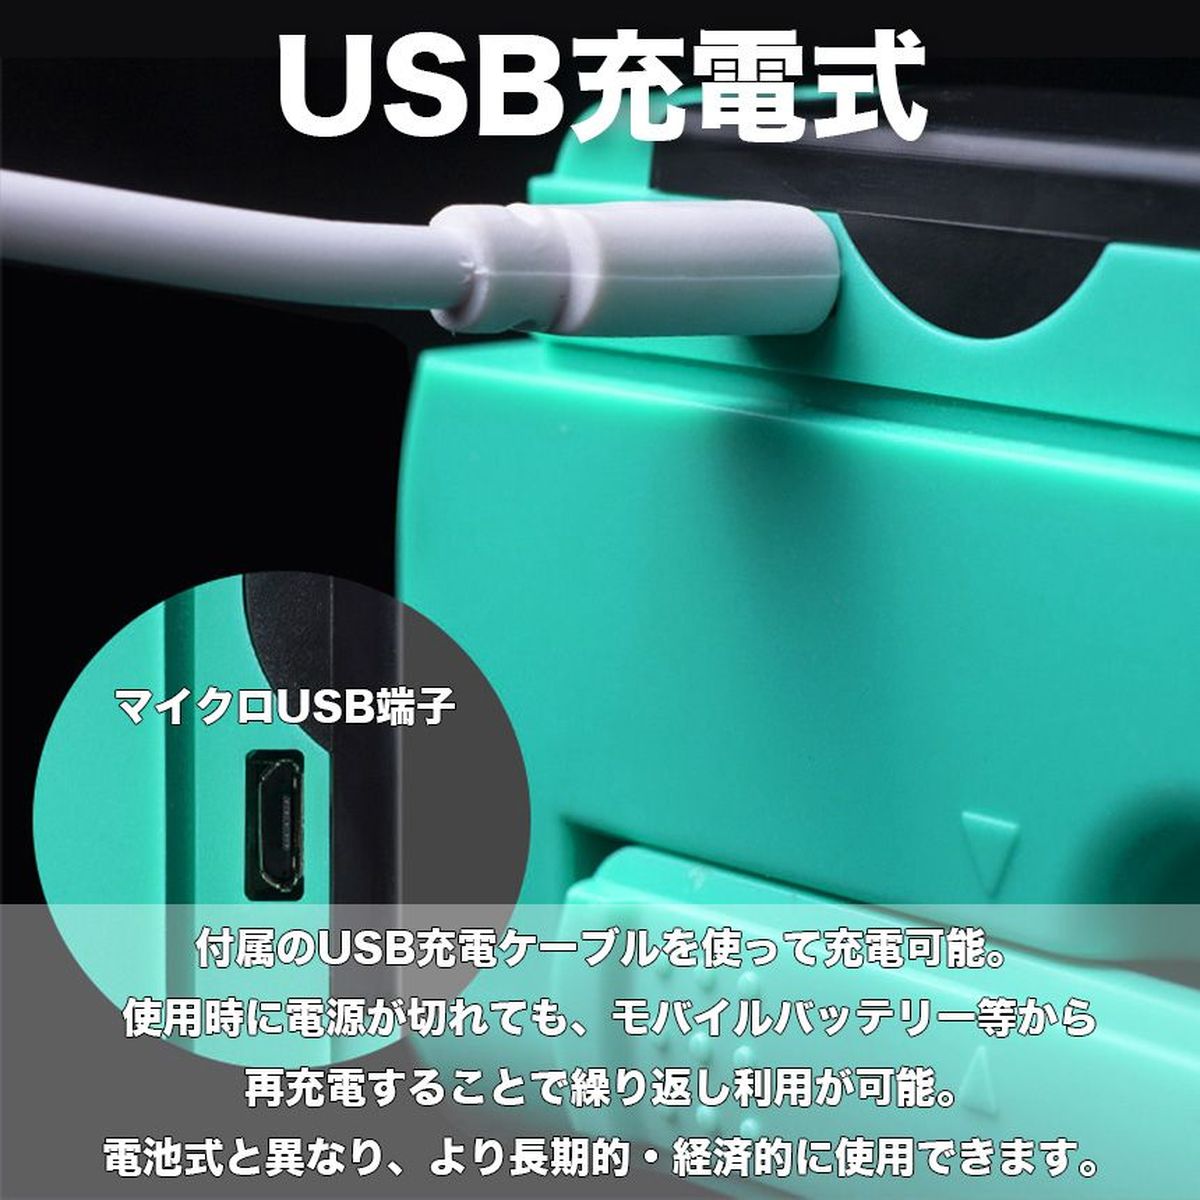 USB充電式
マイクロUSB端子
付属のUSB充電ケーブルを使って充電可能。
使用時に電源が切れても、モバイルバッテリー等から
再充電することで繰り返し利用が可能。
電池式と異なり、より長期的・経済的に使用できます。